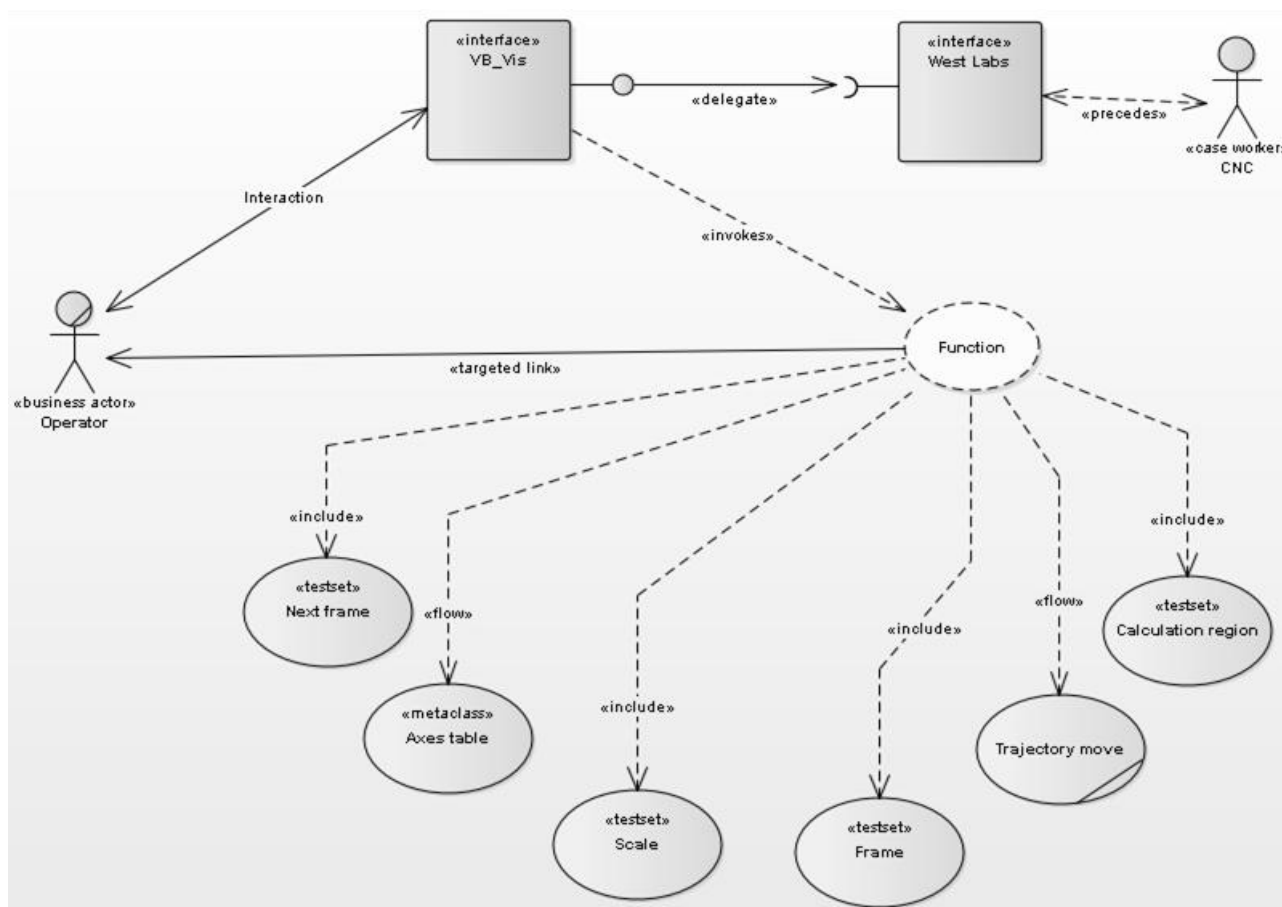 «interface»
VB_Vis
«interface»
West Labs
«delegate»
«precedes»
«case worker»
CNC
Interaction
«invokes»
Function
«targeted link»
«business actor»
Operator
«include»
«testset»
Next frame
«flow»
«metaclass»
Axes table
«include»
«testset»
Scale
«include»
«testset»
Frame
«flow»
Trajectory move
«include»
«testset»
Calculation region